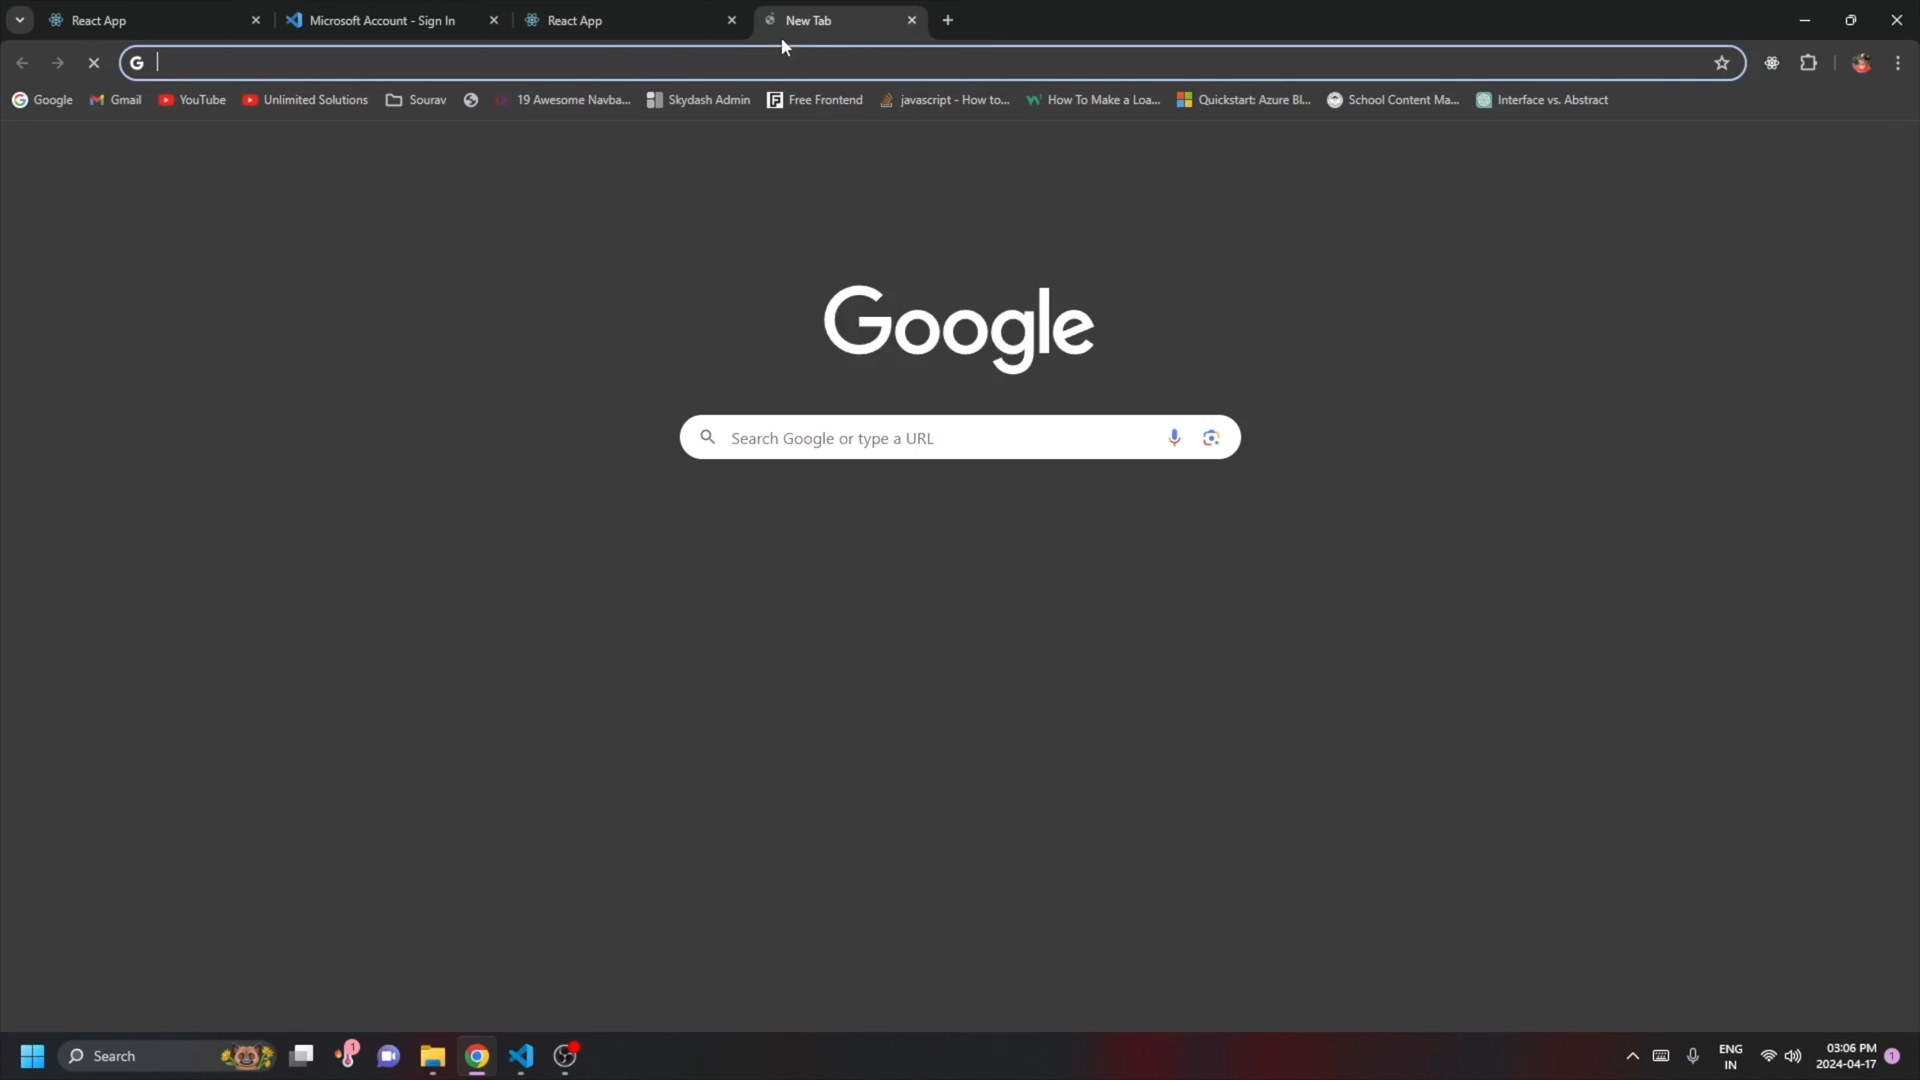 React App
Microsoft Account - Sign In
React App
New Tab
Google
Gmail
YouTube
Unlimited Solutions
Sourav
19 Awesome Navba...
Skydash Admin
Free Frontend
javascript - How to...
How To Make a Loa...
Quickstart: Azure Bl...
School Content Ma...
Interface vs. Abstract
Google
Search Google or type a URL
Search
1
ENG
IN
03:06 PM
2024-04-17
1